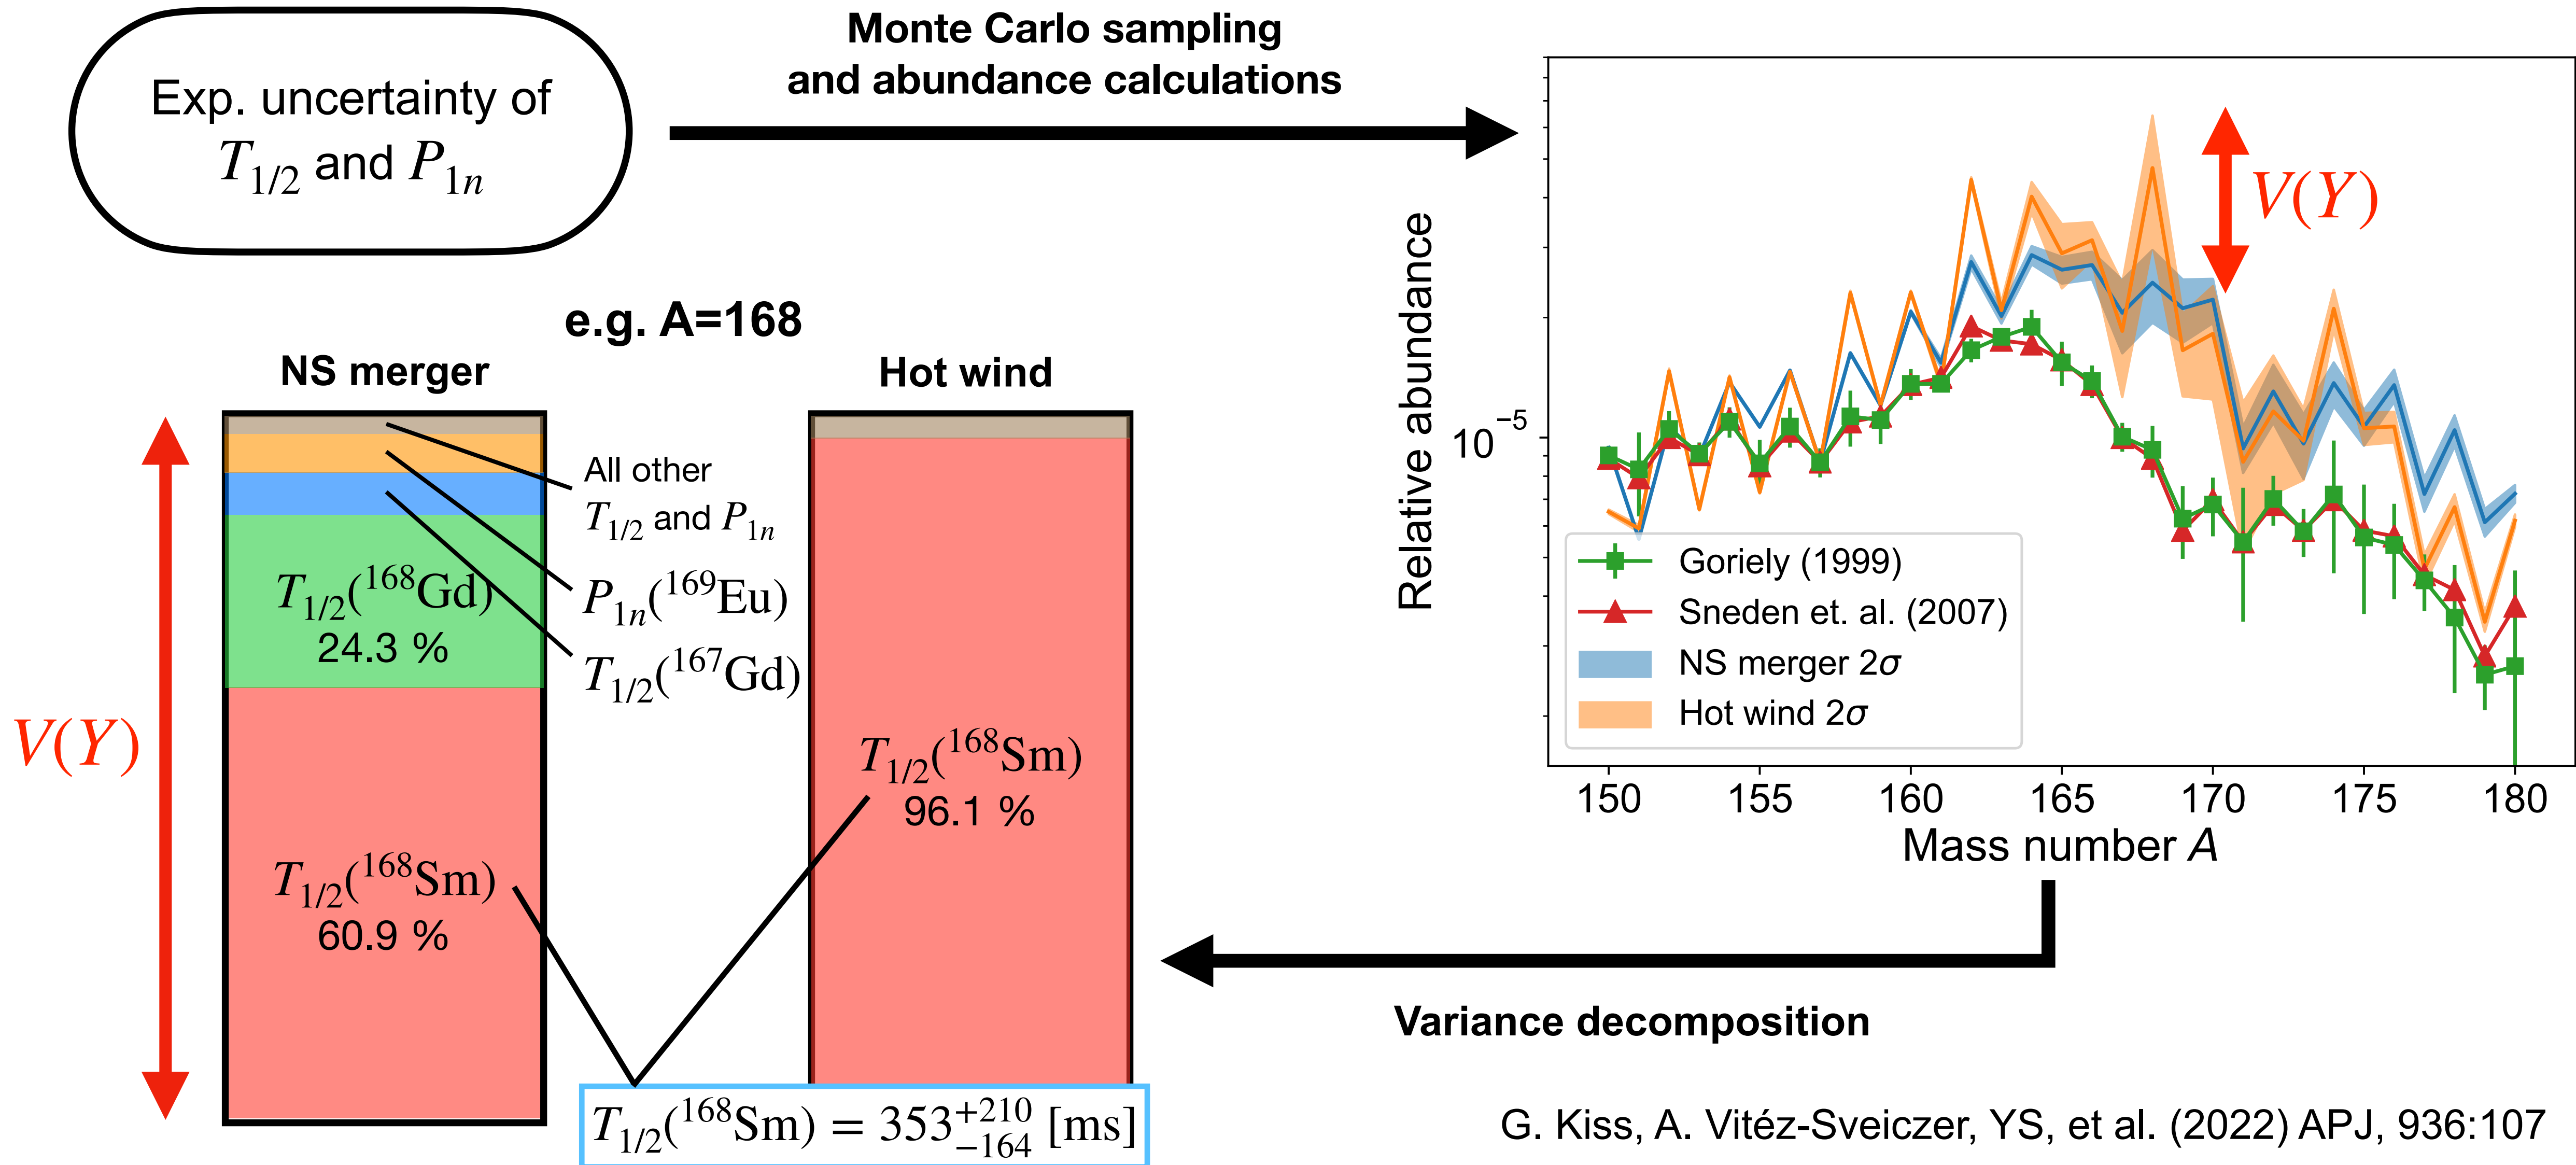 Exp. uncertainty of
T1/2 and P1n
Monte Carlo sampling
and abundance calculations
e.g. A=168
NS merger
Hot wind
V(Y)
All other
T1/2 and P1n
P1n(169Eu)
T1/2(167Gd)
T1/2(168Gd)
24.3 %
T1/2(168Sm)
60.9 %
T1/2(168Sm)
96.1 %
T1/2(168Sm) = 353 +210 −164 [ms]
Relative abundance
10−5
V(Y)
Goriely (1999)
Sneden et. al. (2007)
NS merger 2σ
Hot wind 2σ
150 155 160 165 170 175 180
Mass number A
Variance decomposition
G. Kiss, A. Vitéz-Sveiczer, YS, et al. (2022) APJ, 936:107